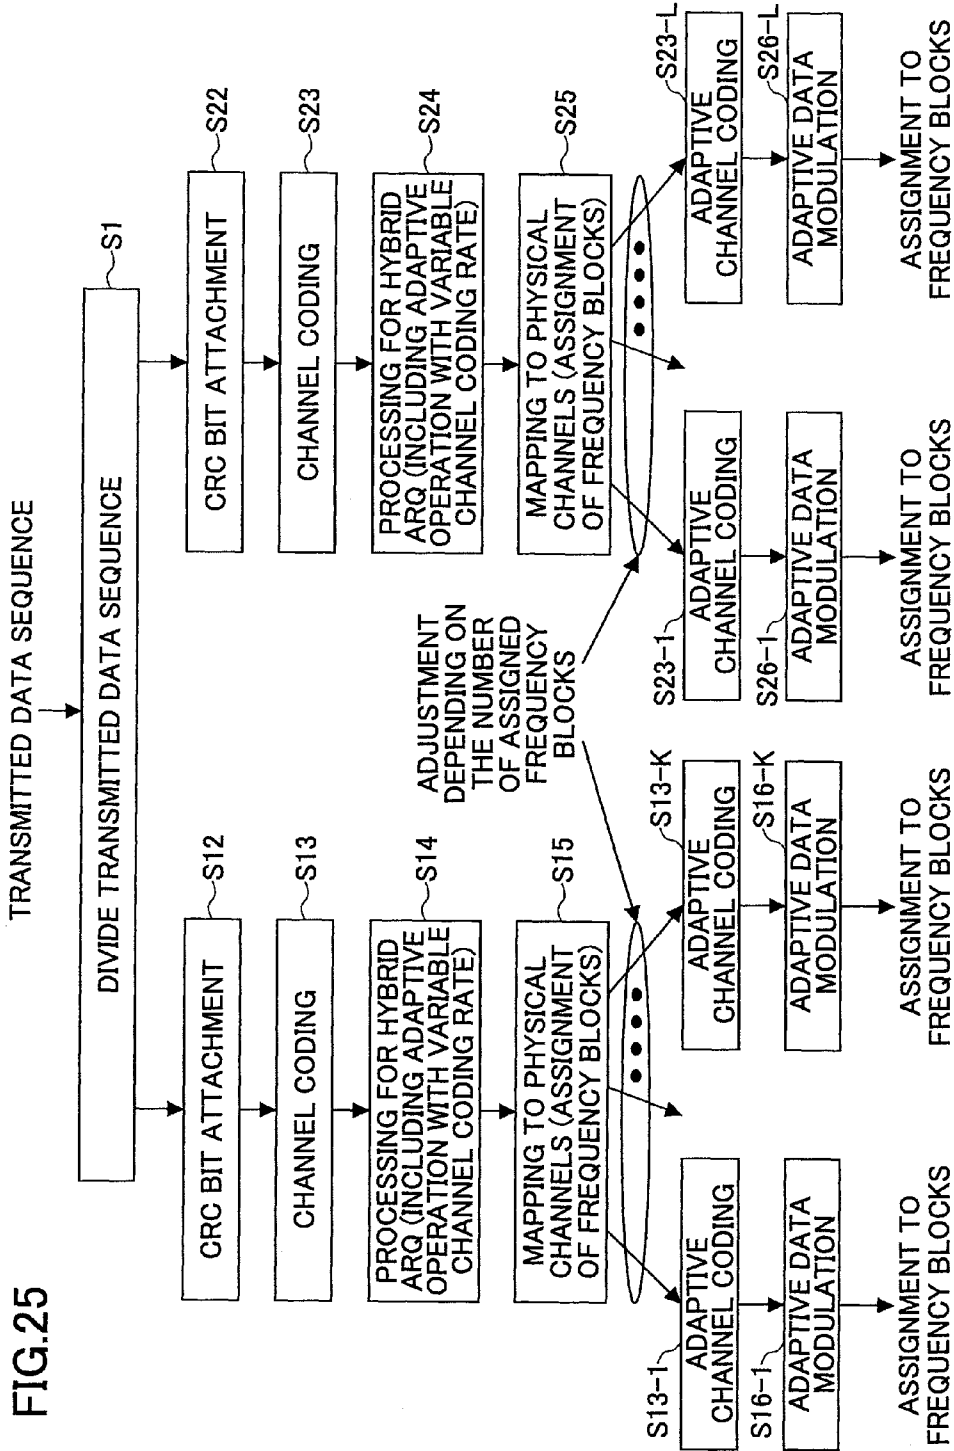 FIG.25
TRANSMITTED DATA SEQUENCE
DIVIDE TRANSMITTED DATA SEQUENCE
S1
CRC BIT ATTACHMENT
S12
CHANNEL CODING
S13
PROCESSING FOR HYBRID
ARQ (INCLUDING ADAPTIVE
OPERATION WITH VARIABLE
CHANNEL CODING RATE)
S14
MAPPING TO PHYSICAL
CHANNELS (ASSIGNMENT
OF FREQUENCY BLOCKS)
S15
CRC BIT ATTACHMENT
S22
CHANNEL CODING
S23
PROCESSING FOR HYBRID
ARQ (INCLUDING ADAPTIVE
OPERATION WITH VARIABLE
CHANNEL CODING RATE)
S24
MAPPING TO PHYSICAL
CHANNELS (ASSIGNMENT
OF FREQUENCY BLOCKS)
S25
ADJUSTMENT
DEPENDING ON
THE NUMBER
OF ASSIGNED
FREQUENCY
BLOCKS
S13-1
ADAPTIVE
CHANNEL CODING
S16-1
ADAPTIVE DATA
MODULATION
ASSIGNMENT TO
FREQUENCY BLOCKS
S13-K
ADAPTIVE
CHANNEL CODING
S16-K
ADAPTIVE DATA
MODULATION
ASSIGNMENT TO
FREQUENCY BLOCKS
S23-1
ADAPTIVE
CHANNEL CODING
S26-1
ADAPTIVE DATA
MODULATION
ASSIGNMENT TO
FREQUENCY BLOCKS
S23-L
ADAPTIVE
CHANNEL CODING
S26-L
ADAPTIVE DATA
MODULATION
ASSIGNMENT TO
FREQUENCY BLOCKS